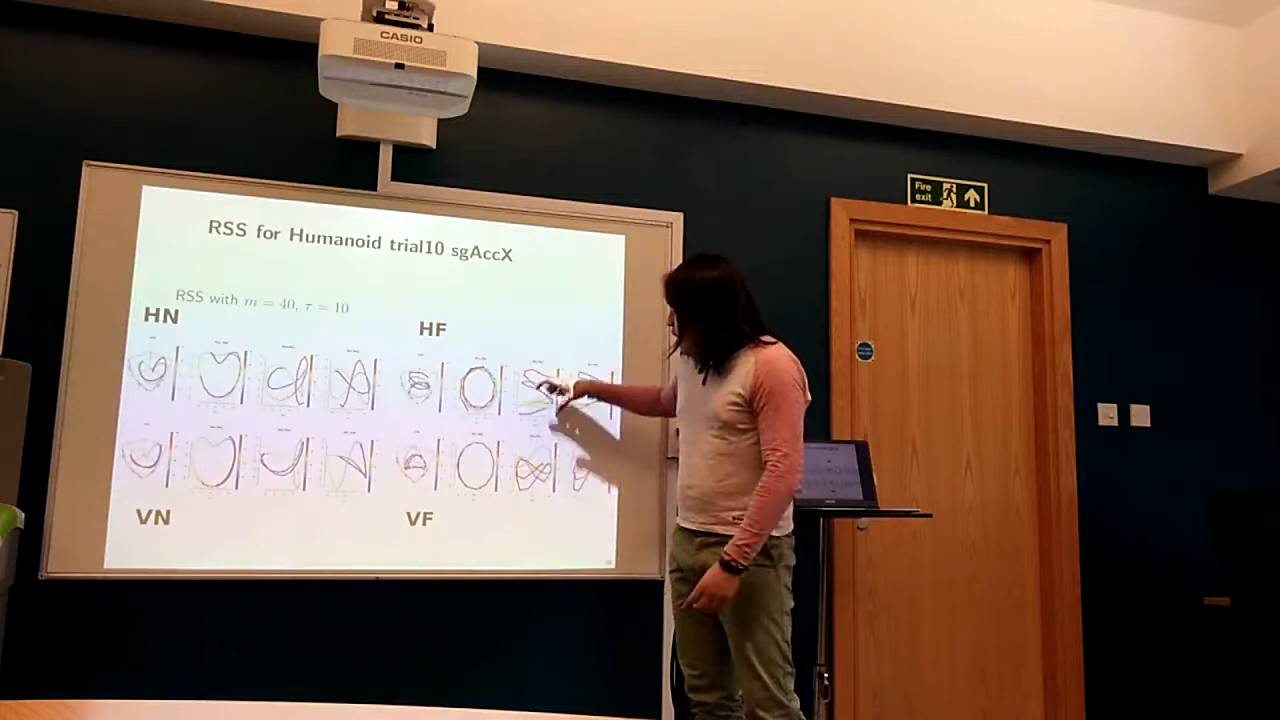 CASIO
Fire
exit
RSS for Humanoid trial10 sgAccX
RSS with m = 40, τ = 10
HN
HF
VN
VF